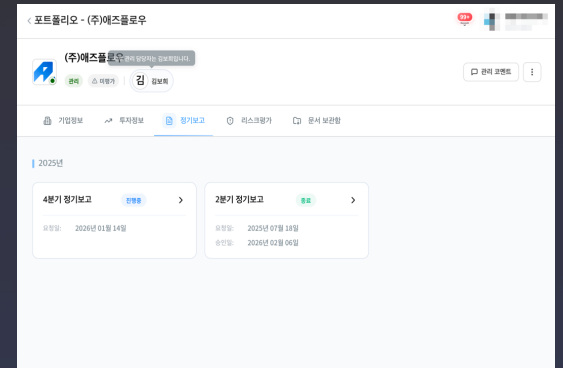 포트폴리오 - (주)애즈플로우
99+
(주)애즈플로우
관리 담당자는 김보희입니다.
관리
미평가
김
김보희
관리 코멘트
기업정보
투자정보
정기보고
리스크평가
문서 보관함
2025년
4분기 정기보고
진행중
요청일: 2026년 01월 14일
2분기 정기보고
종료
요청일: 2025년 07월 18일
승인일: 2026년 02월 06일